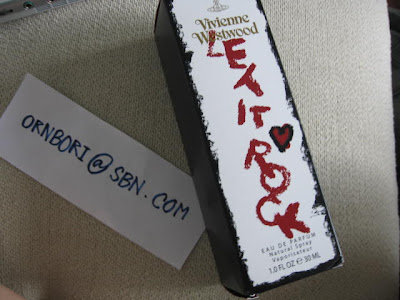 ORNBORI@SBN.COM
Vivienne
Westwood
LET IT ROCK
EAU DE PARFUM
Natural Spray
Vaporisateur
1.0 FL OZ e 30 ML